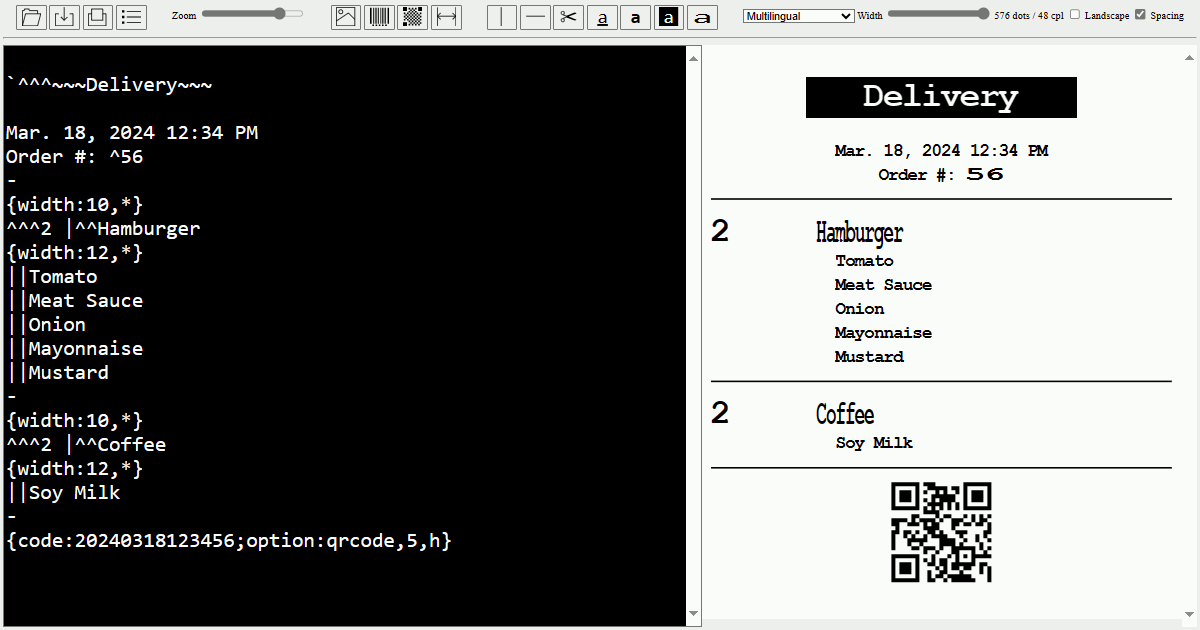 Zoom a a a a Multilingual Width 576 dots / 48 cpl Landscape Spacing
`^^^~~~Delivery~~~
Mar. 18, 2024 12:34 PM
Order #: ^56
-
{width:10,*}
^^^2 |^^Hamburger
{width:12,*}
||Tomato
||Meat Sauce
||Onion
||Mayonnaise
||Mustard
-
{width:10,*}
^^^2 |^^Coffee
{width:12,*}
||Soy Milk
-
{code:20240318123456;option:qrcode,5,h}
Delivery
Mar. 18, 2024 12:34 PM
Order #: 56
2 Hamburger
Tomato
Meat Sauce
Onion
Mayonnaise
Mustard
2 Coffee
Soy Milk